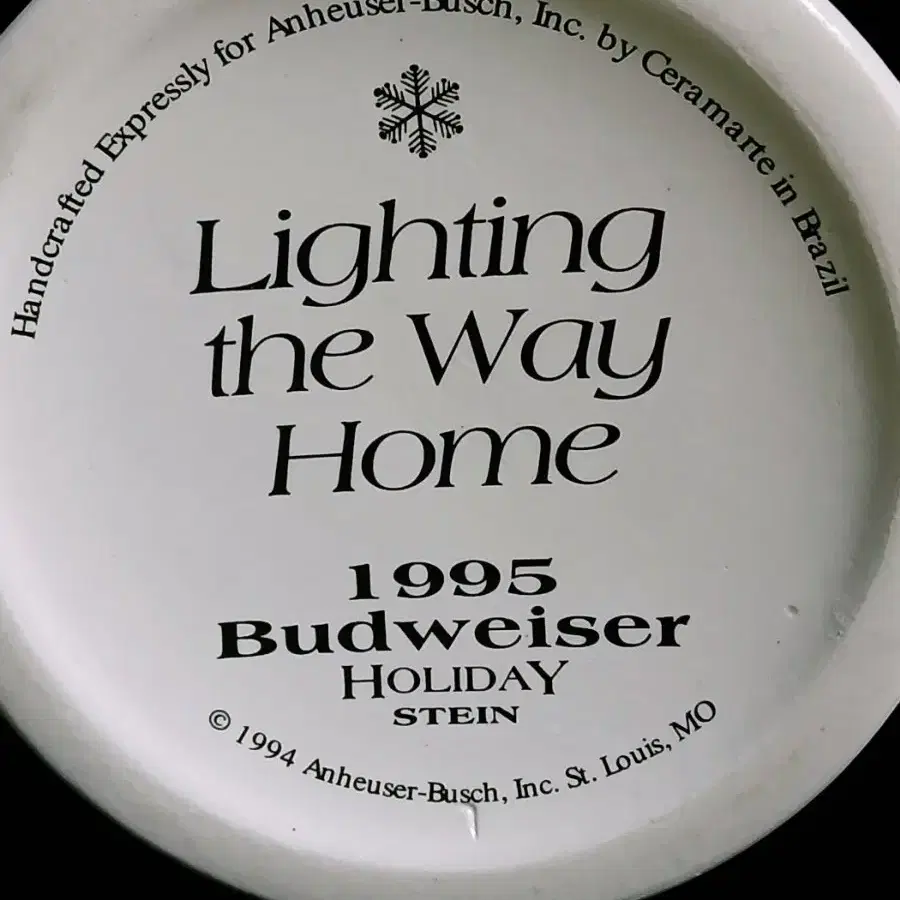 Handcrafted Expressly for Anheuser-Busch, Inc. by Ceramarte in Brazil
Lighting
the Way
Home
1995
Budweiser
HOLIDAY
STEIN
© 1994 Anheuser-Busch, Inc. St. Louis, MO